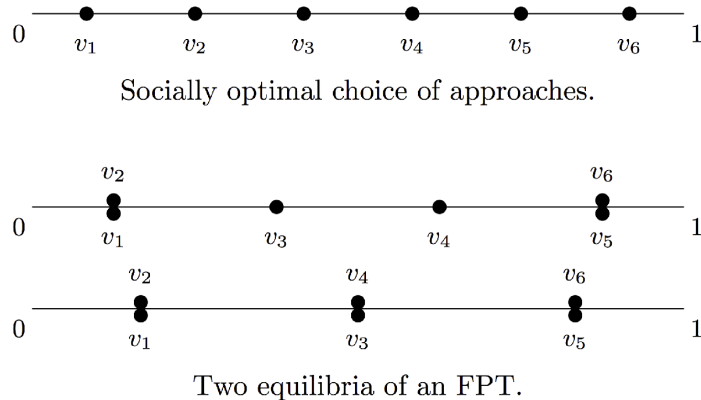 0 1
v₁ v₂ v₃ v₄ v₅ v₆
Socially optimal choice of approaches.
v₂ v₆
0 1
v₁ v₃ v₄ v₅
v₂ v₄ v₆
0 1
v₁ v₃ v₅
Two equilibria of an FPT.